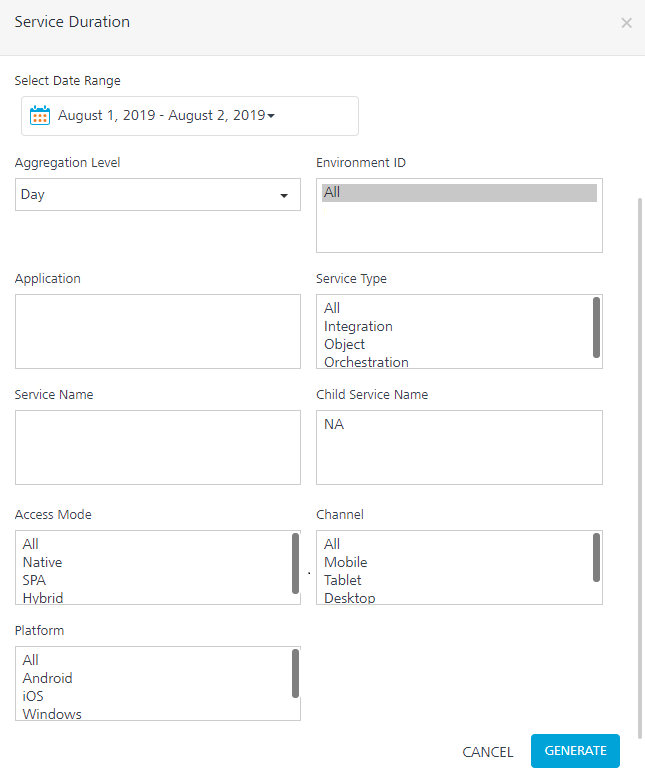 Service Duration
×
Select Date Range
August 1, 2019 - August 2, 2019
Aggregation Level
Environment ID
Day
All
Application
Service Type
All
Integration
Object
Orchestration
Service Name
Child Service Name
NA
Access Mode
Channel
All
Native
SPA
Hybrid
.
All
Mobile
Tablet
Desktop
Platform
All
Android
iOS
Windows
CANCEL
GENERATE